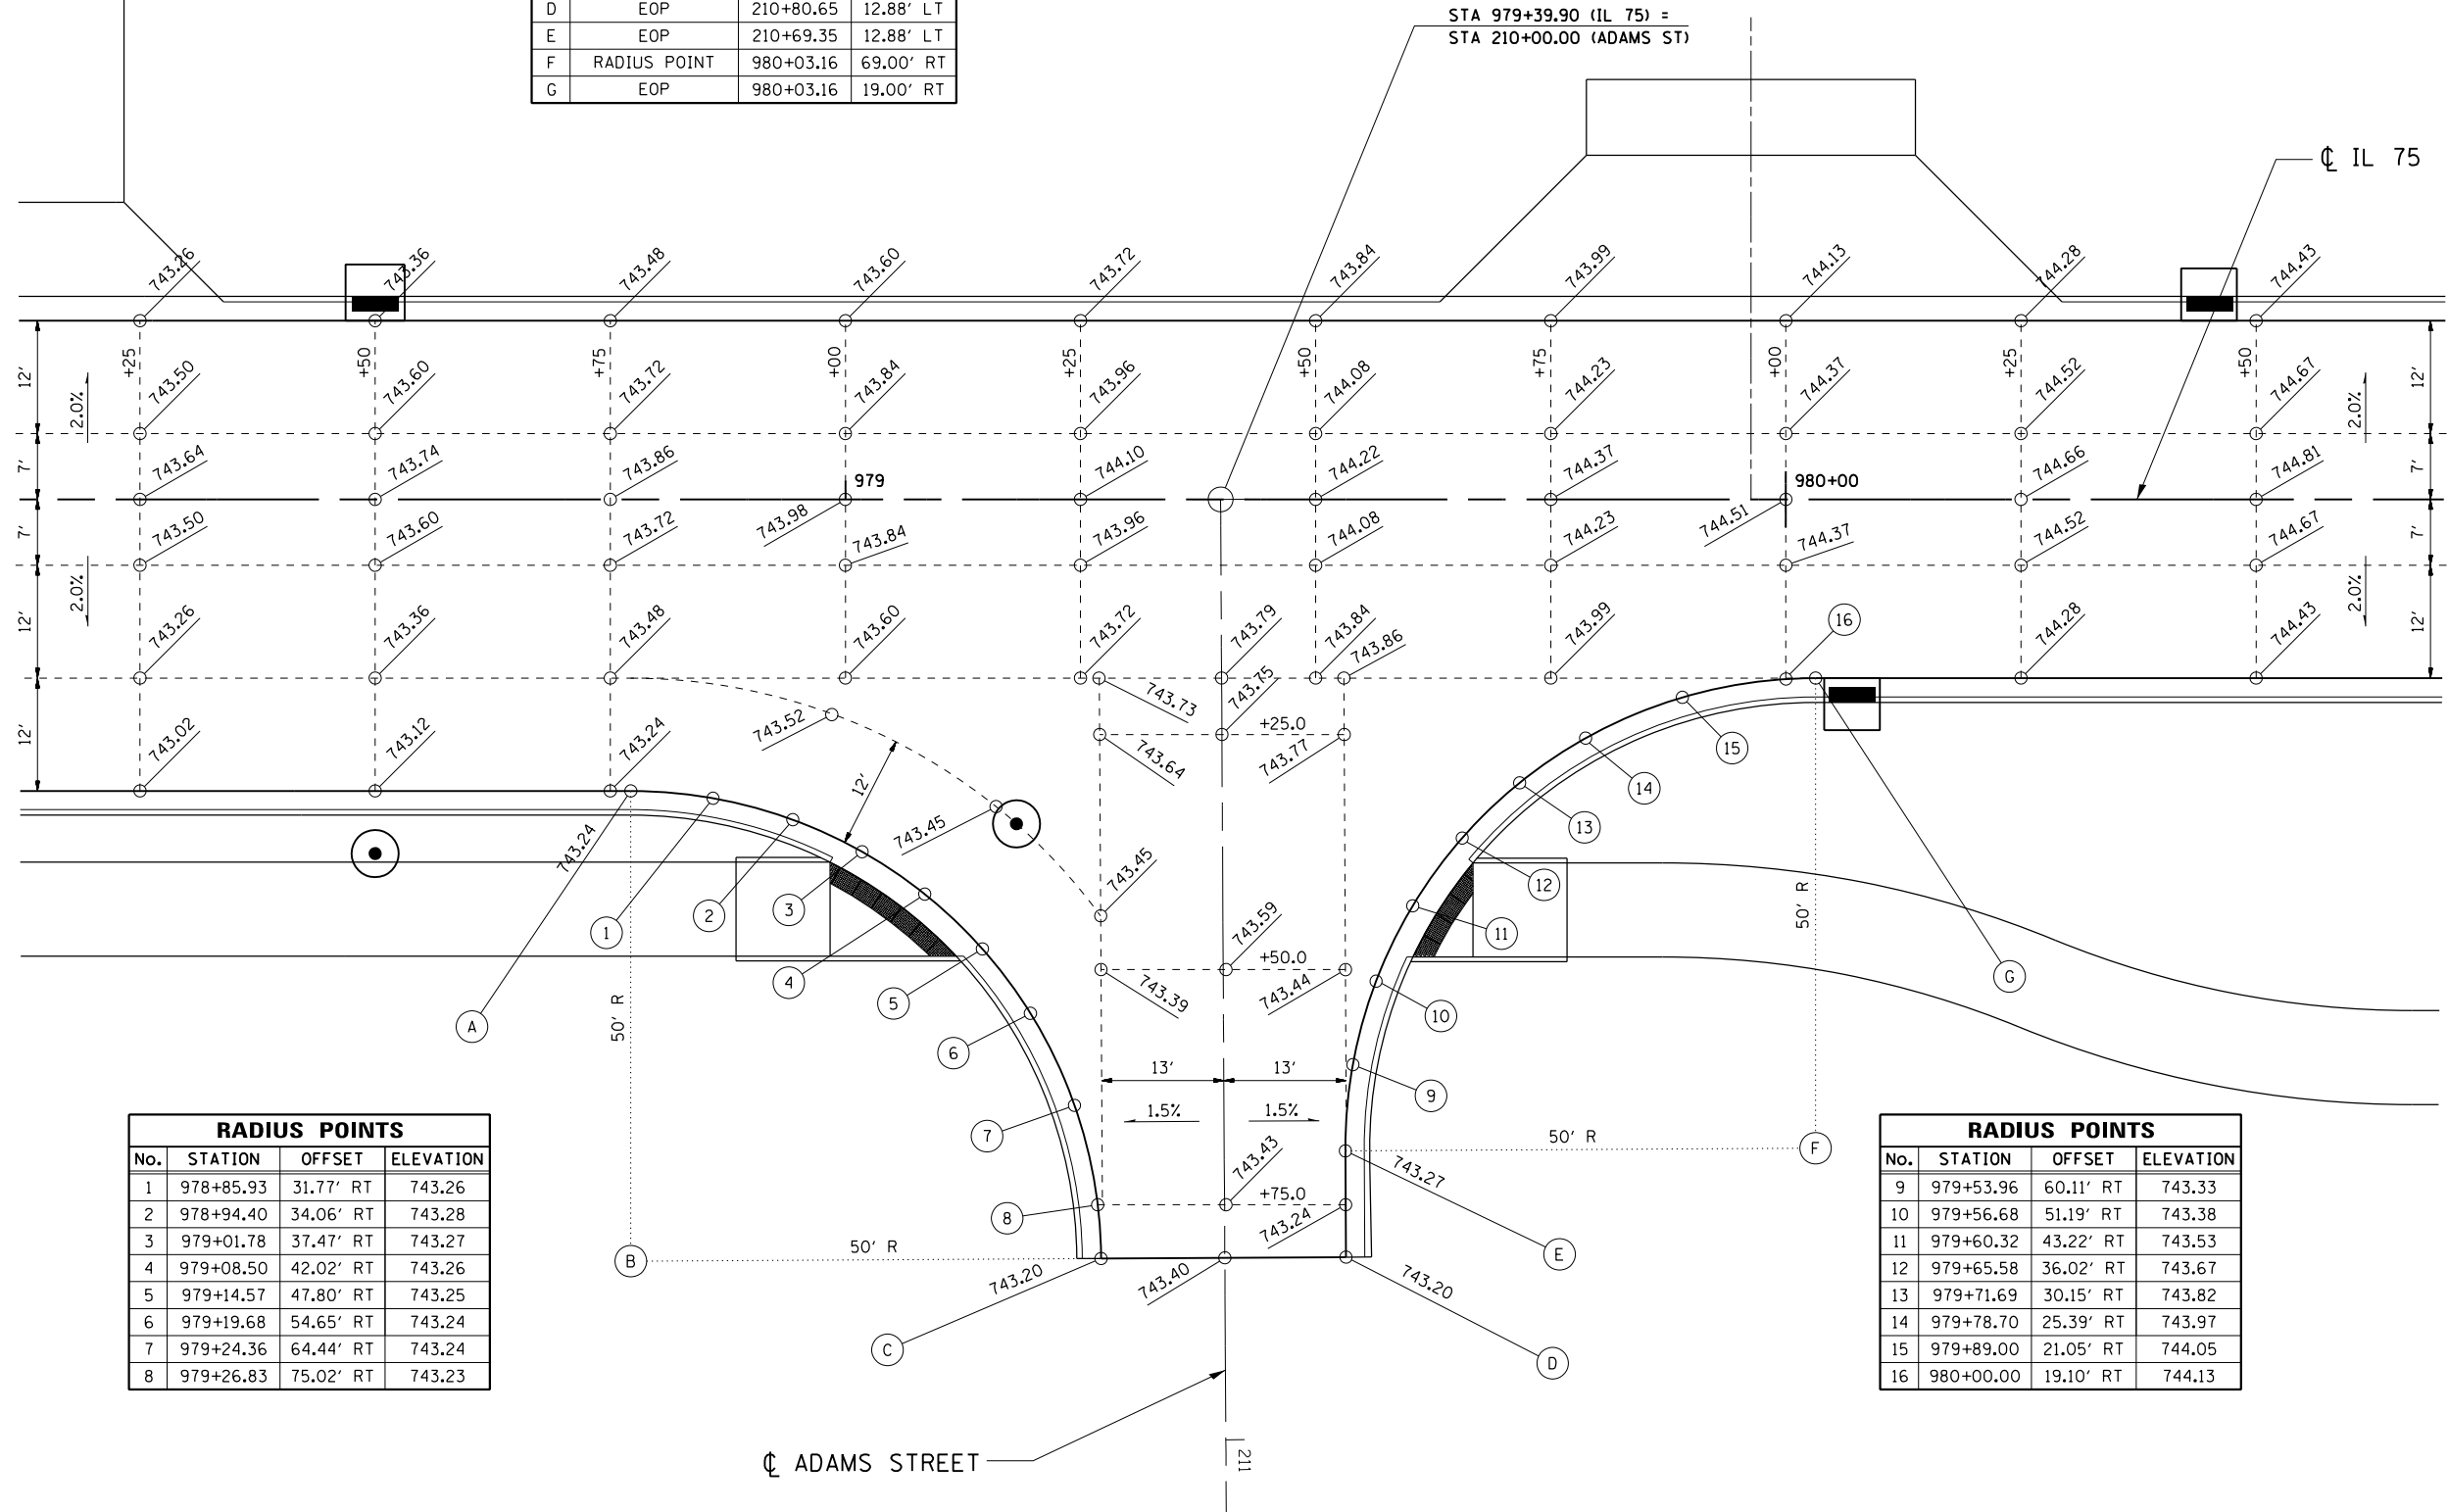 D EOP 210+80.65 12.88' LT
E EOP 210+69.35 12.88' LT
F RADIUS POINT 980+03.16 69.00' RT
G EOP 980+03.16 19.00' RT
STA 979+39.90 (IL 75) =
STA 210+00.00 (ADAMS ST)
℄ IL 75
743.26 743.36 743.48 743.60 743.72 743.84 743.99 744.13 744.28 744.43
+25 +50 +75 +00 +25 +50 +75 +00 +25 +50
12' 12'
2.0% 2.0%
743.50 743.60 743.72 743.84 743.96 744.08 744.23 744.37 744.52 744.67
7' 7'
743.64 743.74 743.86 979 744.10 744.22 744.37 980+00 744.66 744.81
743.98 744.51
7' 7'
743.50 743.60 743.72 743.84 743.96 744.08 744.23 744.37 744.52 744.67
2.0% 2.0%
12' 12'
743.26 743.36 743.48 743.60 743.72 743.79 743.84 743.86 743.99 16 744.28 744.43
743.73 743.75
12'
743.02 743.12 743.24 743.52 +25.0
743.64 743.77
15
14
13
12'
743.24 743.45 743.45
12
1 2 3 11
50' R
743.59
+50.0
4 743.39 743.44
5 10
G
A 50' R
6
13' 13'
9
1.5% 1.5%
7
50' R F
743.43 743.27
+75.0
8 743.24
B 50' R E
743.20 743.40 743.20
C D
RADIUS POINTS
No. STATION OFFSET ELEVATION
1 978+85.93 31.77' RT 743.26
2 978+94.40 34.06' RT 743.28
3 979+01.78 37.47' RT 743.27
4 979+08.50 42.02' RT 743.26
5 979+14.57 47.80' RT 743.25
6 979+19.68 54.65' RT 743.24
7 979+24.36 64.44' RT 743.24
8 979+26.83 75.02' RT 743.23
RADIUS POINTS
No. STATION OFFSET ELEVATION
9 979+53.96 60.11' RT 743.33
10 979+56.68 51.19' RT 743.38
11 979+60.32 43.22' RT 743.53
12 979+65.58 36.02' RT 743.67
13 979+71.69 30.15' RT 743.82
14 979+78.70 25.39' RT 743.97
15 979+89.00 21.05' RT 744.05
16 980+00.00 19.10' RT 744.13
℄ ADAMS STREET
211